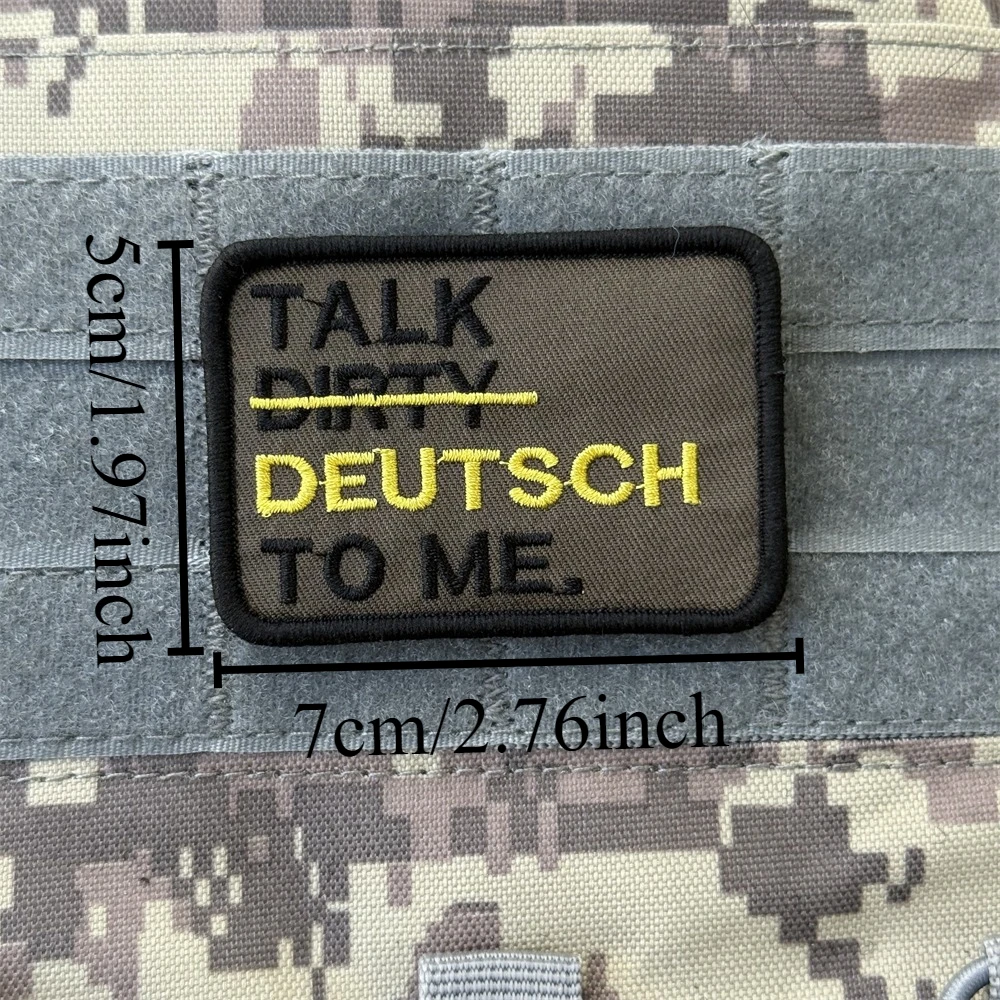 TALK
DIRTY
DEUTSCH
TO ME.
5cm/1.97inch
7cm/2.76inch